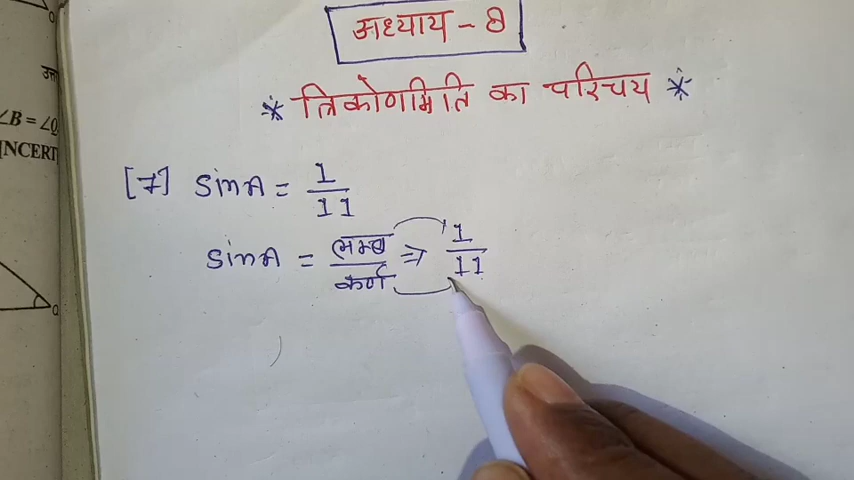 अध्याय - 8
* त्रिकोणमिति का परिचय *
∠B = ∠Q
[NCERT
[7] sinA = 1/11
sinA = लम्ब/कर्ण ⇒ 1/11